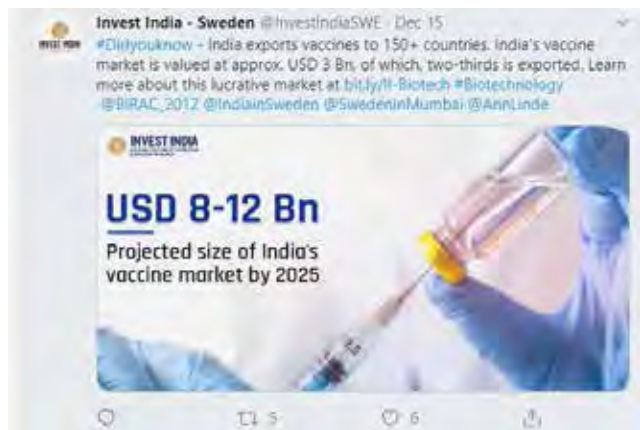 Invest India - Sweden @InvestIndiaSWE · Dec 15
#Didyouknow - India exports vaccines to 150+ countries. India's vaccine
market is valued at approx. USD 3 Bn, of which, two-thirds is exported. Learn
more about this lucrative market at bit.ly/II-Biotech #Biotechnology
@BIRAC_2012 @IndiainSweden @SwedeninMumbai @AnnLinde
INVEST INDIA
INVEST INDIA
USD 8-12 Bn
Projected size of India's
vaccine market by 2025
5 6